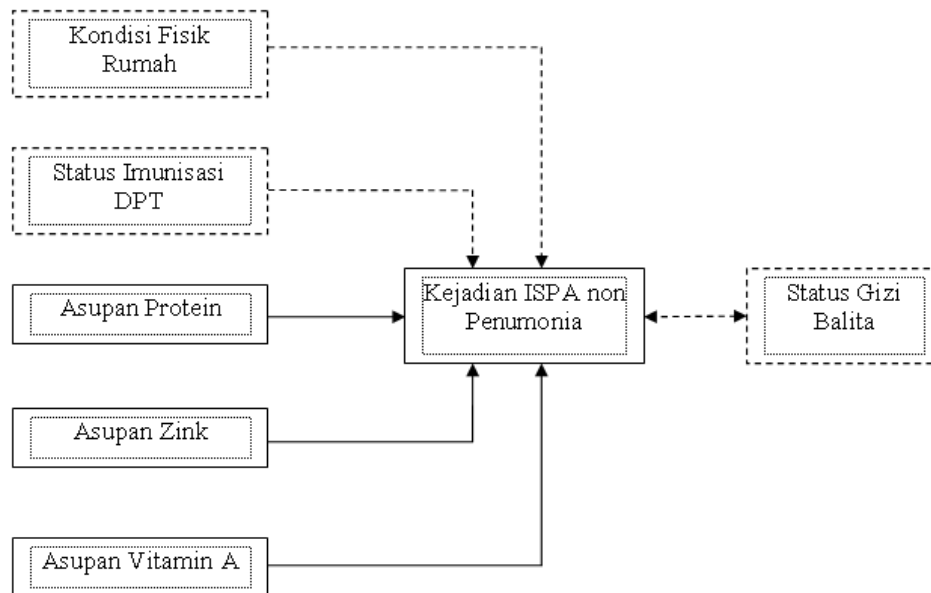 Kondisi Fisik
Rumah
Status Imunisasi
DPT
Asupan Protein
Kejadian ISPA non
Penumonia
Status Gizi
Balita
Asupan Zink
Asupan Vitamin A